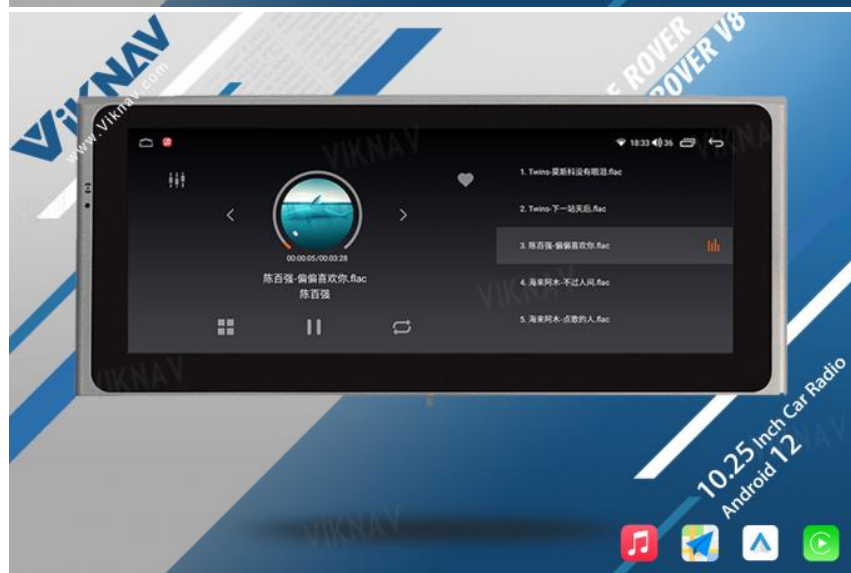 ViKNAV
www.Viknav.com
E ROVER
ROVER V8
18:33 36
1. Twins-莫斯科没有眼泪.flac
2. Twins-下一站天后.flac
3. 陈百强-偏偏喜欢你.flac
4. 海来阿木-不过人间.flac
5. 海来阿木-点歌的人.flac
00:00:05/00:03:28
陈百强-偏偏喜欢你.flac
陈百强
VIKNAV
VIKNAV
VIKNAV
VIKNAV
10.25 Inch Car Radio
Android 12